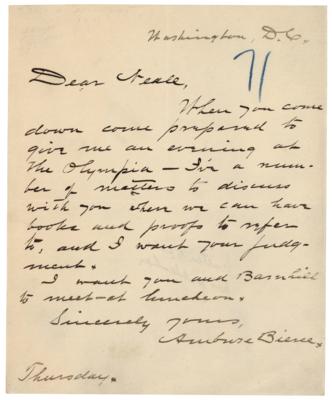 Washington, D.C.
71
Dear Neale,
When you come
down come prepared to
give me an evening at
the Olympia — I've a num-
ber of matters to discuss
with you when we can have
books and proofs to refer
to, and I want your judg-
ment.
I want you and Barnhill
to meet—at luncheon.
Sincerely yours,
Ambrose Bierce.
Thursday.